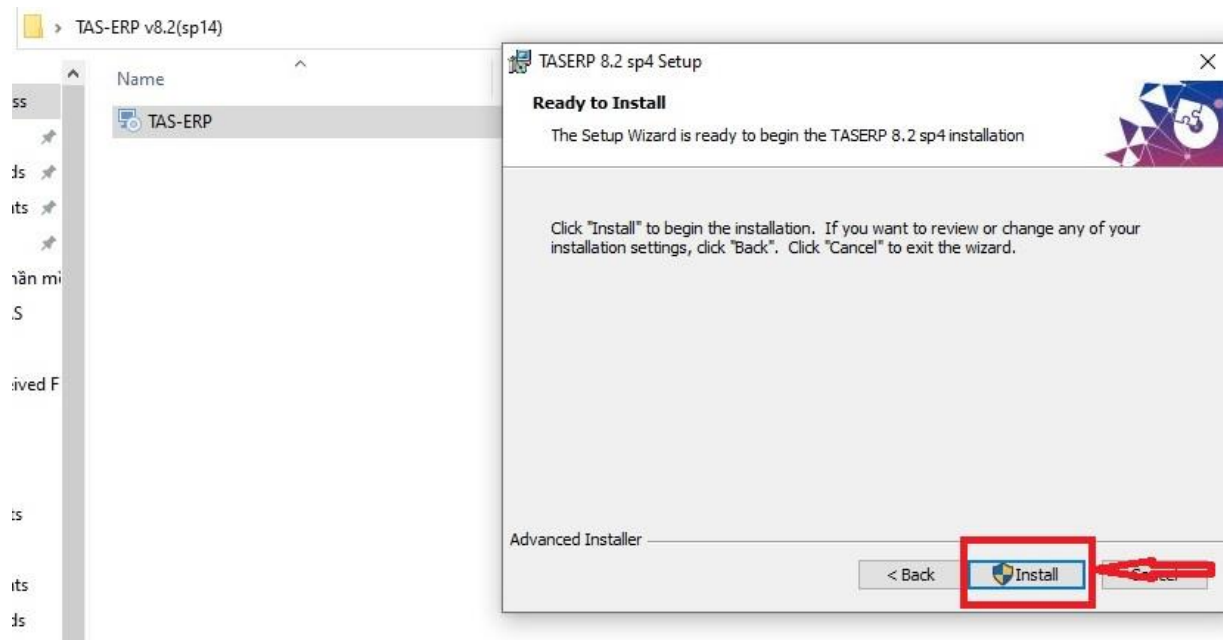 TAS-ERP v8.2(sp14)
Name
TAS-ERP
ss
ds
nts
hần mề
S
eived F
ts
nts
ds
TASERP 8.2 sp4 Setup
Ready to Install
The Setup Wizard is ready to begin the TASERP 8.2 sp4 installation
Click "Install" to begin the installation. If you want to review or change any of your
installation settings, click "Back". Click "Cancel" to exit the wizard.
Advanced Installer
< Back
Install